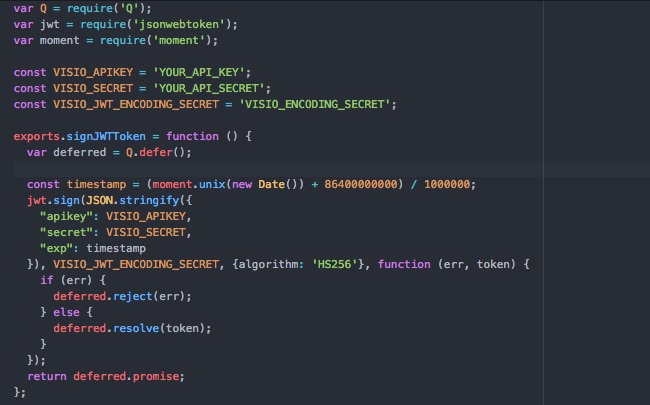 var Q = require('Q');
var jwt = require('jsonwebtoken');
var moment = require('moment');
const VISIO_APIKEY = 'YOUR_API_KEY';
const VISIO_SECRET = 'YOUR_API_SECRET';
const VISIO_JWT_ENCODING_SECRET = 'VISIO_ENCODING_SECRET';
exports.signJWTToken = function () {
  var deferred = Q.defer();
  const timestamp = (moment.unix(new Date()) + 86400000000) / 1000000;
  jwt.sign(JSON.stringify({
    "apikey": VISIO_APIKEY,
    "secret": VISIO_SECRET,
    "exp": timestamp
  }), VISIO_JWT_ENCODING_SECRET, {algorithm: 'HS256'}, function (err, token) {
    if (err) {
      deferred.reject(err);
    } else {
      deferred.resolve(token);
    }
  });
  return deferred.promise;
};